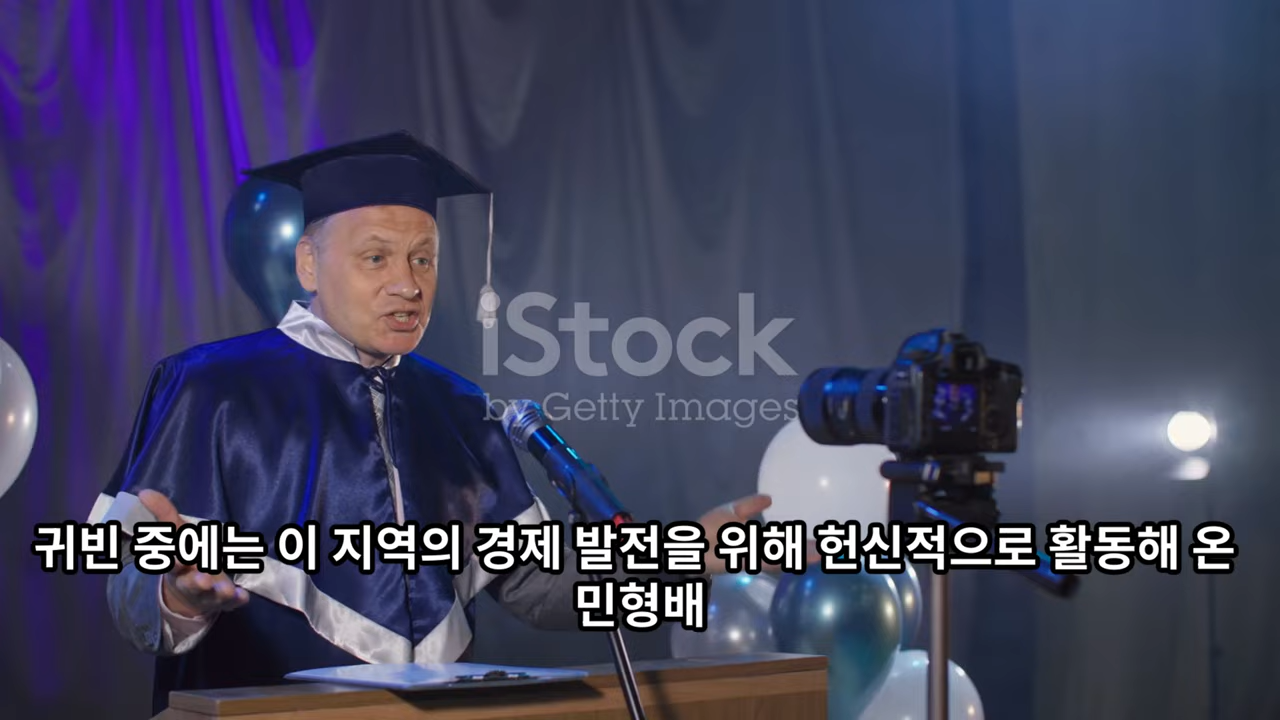 iStock
by Getty Images
귀빈 중에는 이 지역의 경제 발전을 위해 헌신적으로 활동해 온
민형배